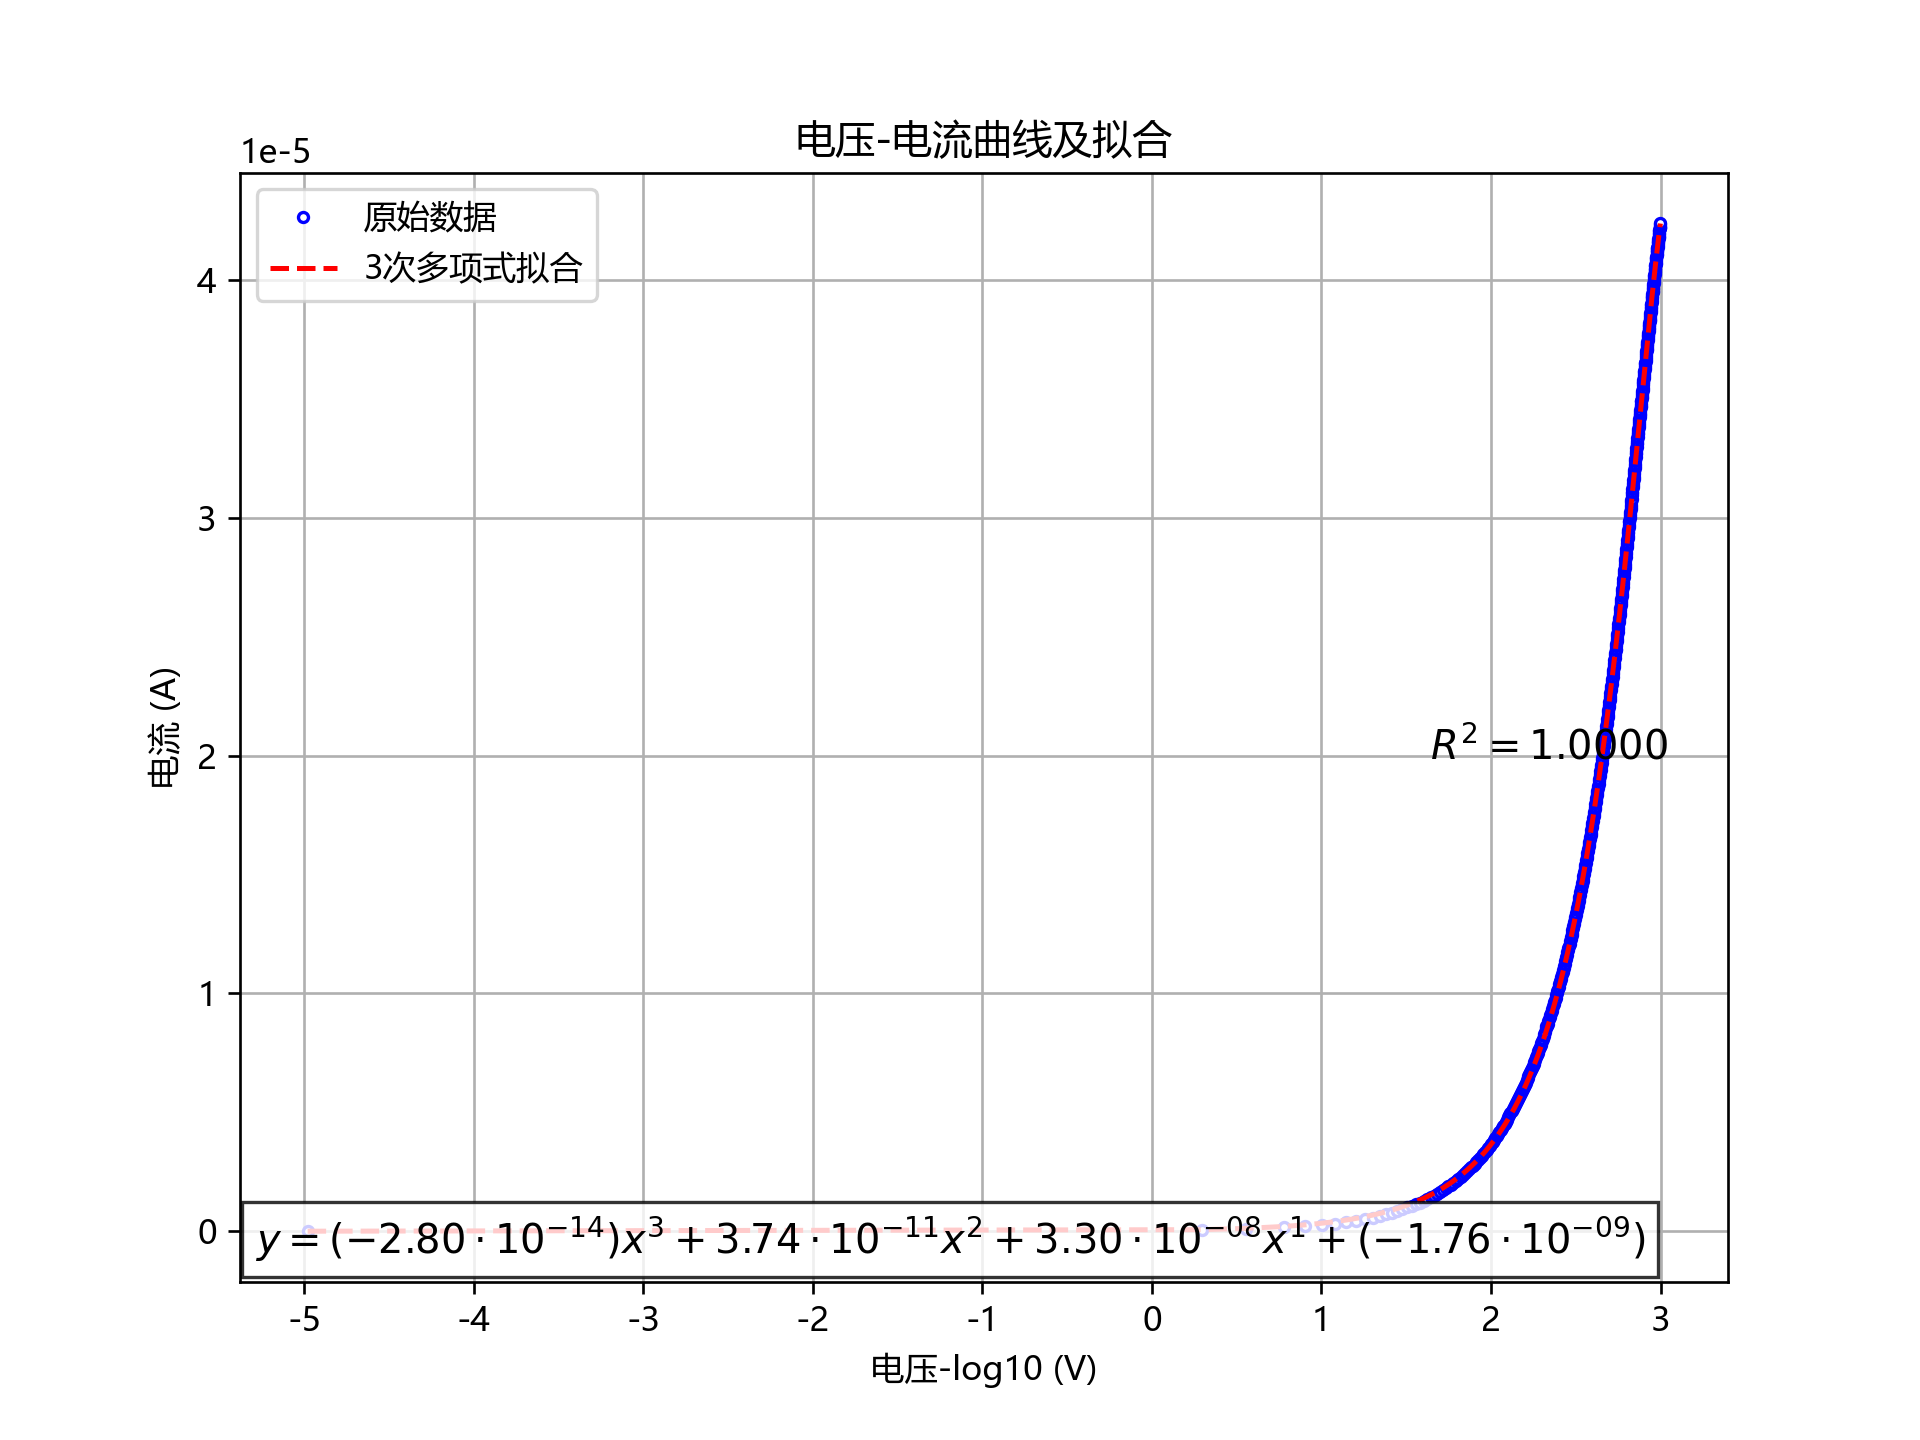 电压-电流曲线及拟合
1e-5
原始数据
3次多项式拟合
4
3
2
1
0
电流 (A)
R² = 1.0000
y = (−2.80 · 10⁻¹⁴)x³ + 3.74 · 10⁻¹¹x² + 3.30 · 10⁻⁰⁸x¹ + (−1.76 · 10⁻⁰⁹)
-5 -4 -3 -2 -1 0 1 2 3
电压-log10 (V)